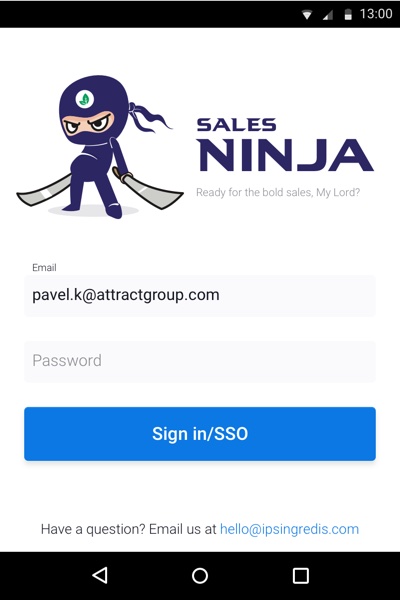 13:00
SALES
NINJA
Ready for the bold sales, My Lord?
Email
pavel.k@attractgroup.com
Password
Sign in/SSO
Have a question? Email us at hello@ipsingredis.com